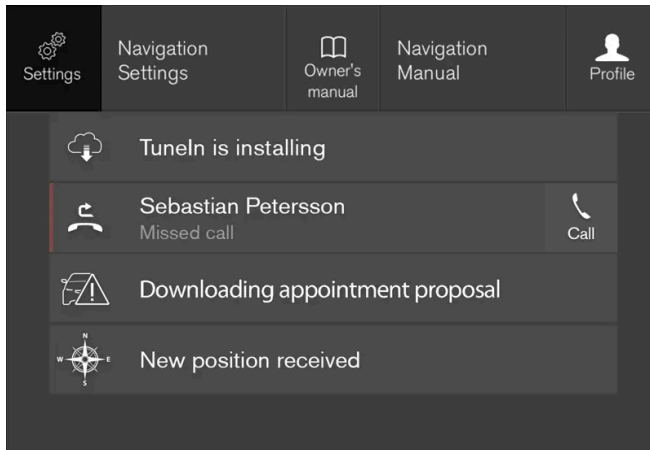 Settings
Navigation
Settings
Owner's
manual
Navigation
Manual
Profile
TuneIn is installing
Sebastian Petersson
Missed call
Call
Downloading appointment proposal
N
W
E
S
New position received